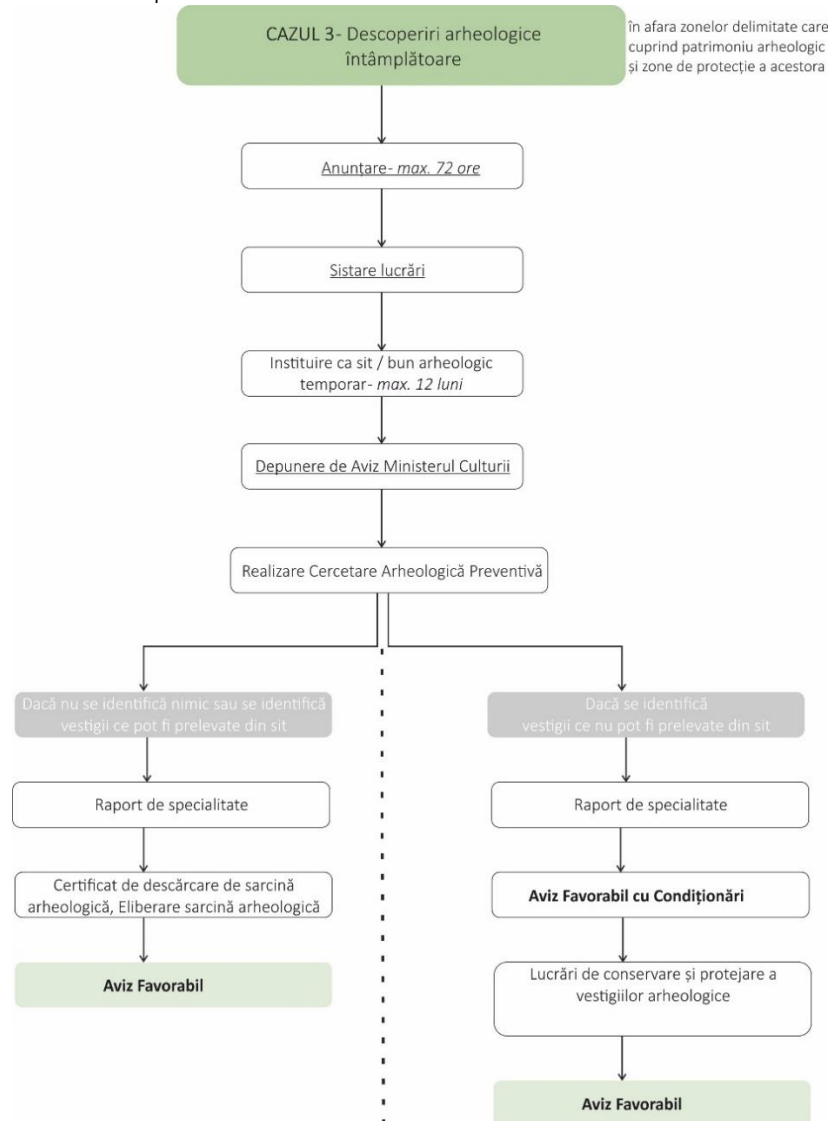 CAZUL 3- Descoperiri arheologice
întâmplătoare
în afara zonelor delimitate care
cuprind patrimoniu arheologic
și zone de protecție a acestora
Anunțare- max. 72 ore
Sistare lucrări
Instituire ca sit / bun arheologic
temporar- max. 12 luni
Depunere de Aviz Ministerul Culturii
Realizare Cercetare Arheologică Preventivă
Dacă nu se identifică nimic sau se identifică
vestigii ce pot fi prelevate din sit
Raport de specialitate
Certificat de descărcare de sarcină
arheologică, Eliberare sarcină arheologică
Aviz Favorabil
Dacă se identifică
vestigii ce nu pot fi prelevate din sit
Raport de specialitate
Aviz Favorabil cu Condiționări
Lucrări de conservare și protejare a
vestigiilor arheologice
Aviz Favorabil